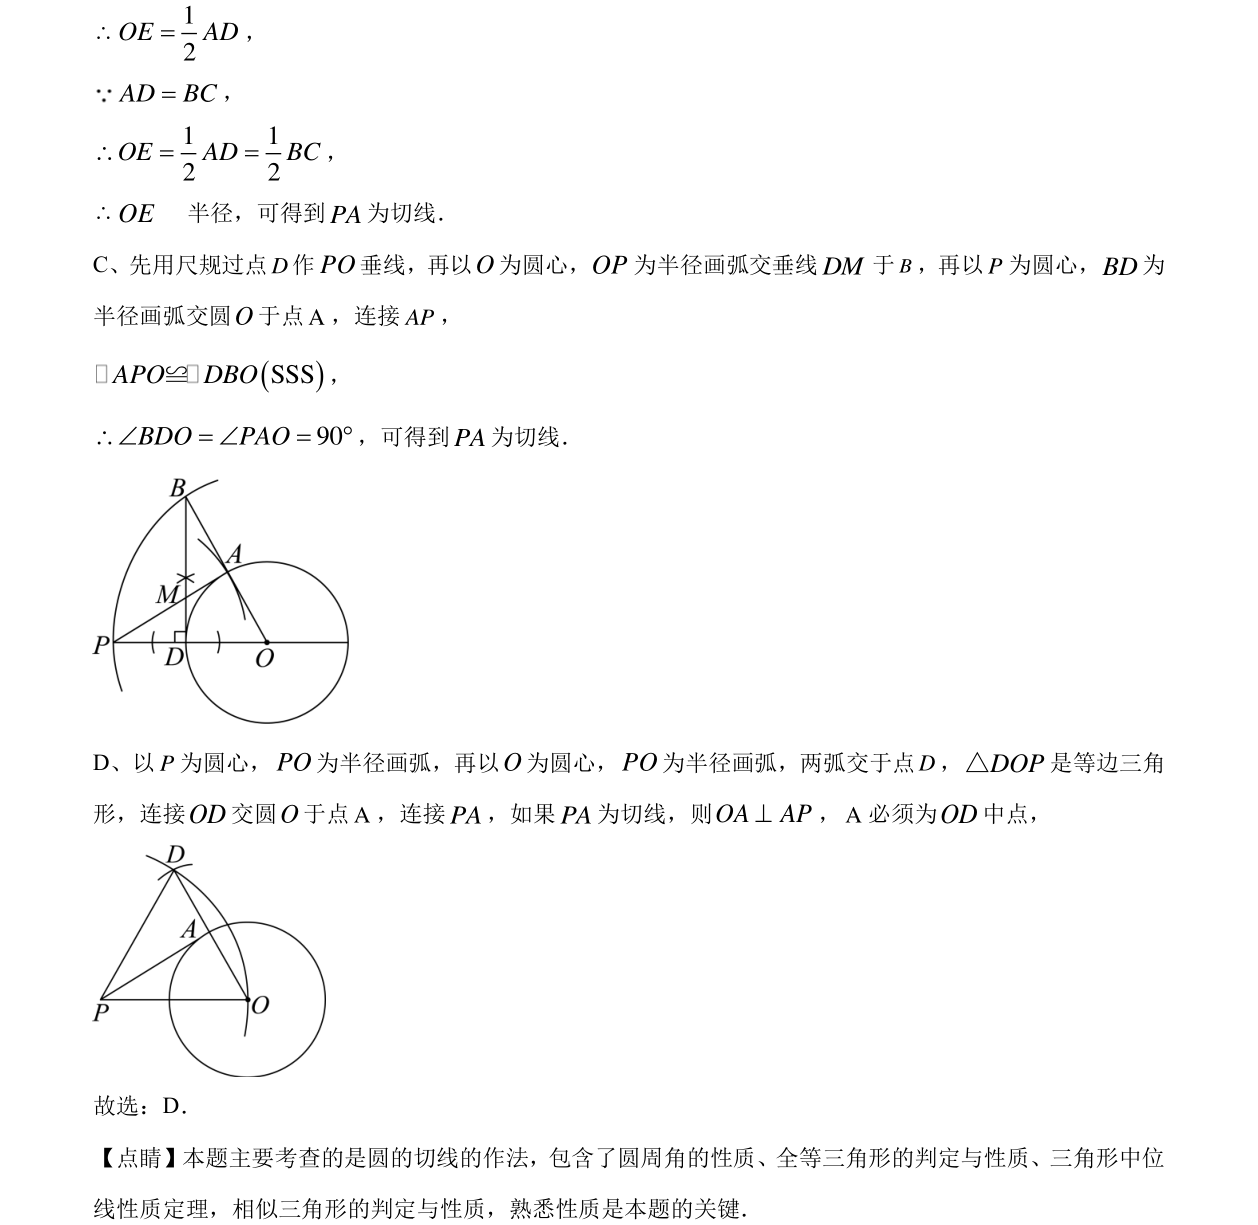 ∴ OE = 1/2 AD，
∵ AD = BC，
∴ OE = 1/2 AD = 1/2 BC，
∴ OE 半径，可得到 PA 为切线．
C、先用尺规过点 D 作 PO 垂线，再以 O 为圆心，OP 为半径画弧交垂线 DM 于 B，再以 P 为圆心，BD 为
半径画弧交圆 O 于点 A，连接 AP，
□APO≌□DBO(SSS)，
∴ ∠BDO = ∠PAO = 90°，可得到 PA 为切线．
B
A
M
P
D
O
D、以 P 为圆心，PO 为半径画弧，再以 O 为圆心，PO 为半径画弧，两弧交于点 D，△DOP 是等边三角
形，连接 OD 交圆 O 于点 A，连接 PA，如果 PA 为切线，则 OA ⊥ AP，A 必须为 OD 中点，
D
A
P
O
故选：D．
【点睛】本题主要考查的是圆的切线的作法，包含了圆周角的性质、全等三角形的判定与性质、三角形中位
线性质定理，相似三角形的判定与性质，熟悉性质是本题的关键．